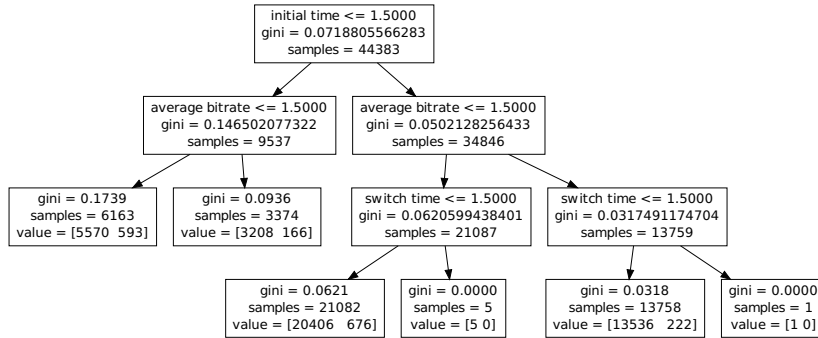 initial time <= 1.5000
gini = 0.0718805566283
samples = 44383
average bitrate <= 1.5000
gini = 0.146502077322
samples = 9537
average bitrate <= 1.5000
gini = 0.0502128256433
samples = 34846
gini = 0.1739
samples = 6163
value = [5570 593]
gini = 0.0936
samples = 3374
value = [3208 166]
switch time <= 1.5000
gini = 0.0620599438401
samples = 21087
switch time <= 1.5000
gini = 0.0317491174704
samples = 13759
gini = 0.0621
samples = 21082
value = [20406 676]
gini = 0.0000
samples = 5
value = [5 0]
gini = 0.0318
samples = 13758
value = [13536 222]
gini = 0.0000
samples = 1
value = [1 0]